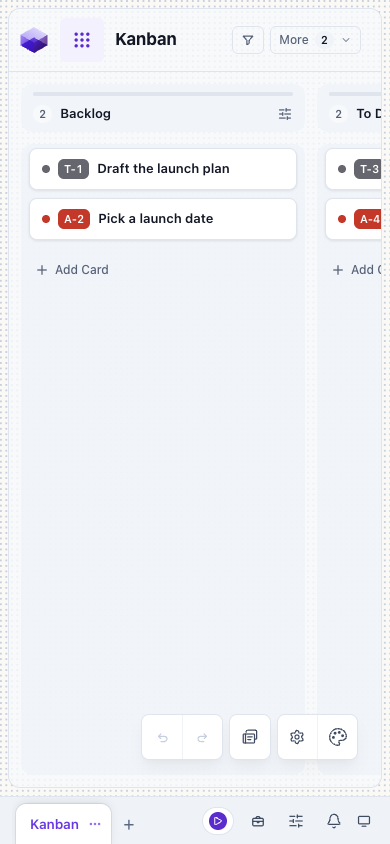 Kanban
More 2
2 Backlog
2 To D
T-1 Draft the launch plan
T-3
A-2 Pick a launch date
A-4
+ Add Card
+ Add
Kanban ... +